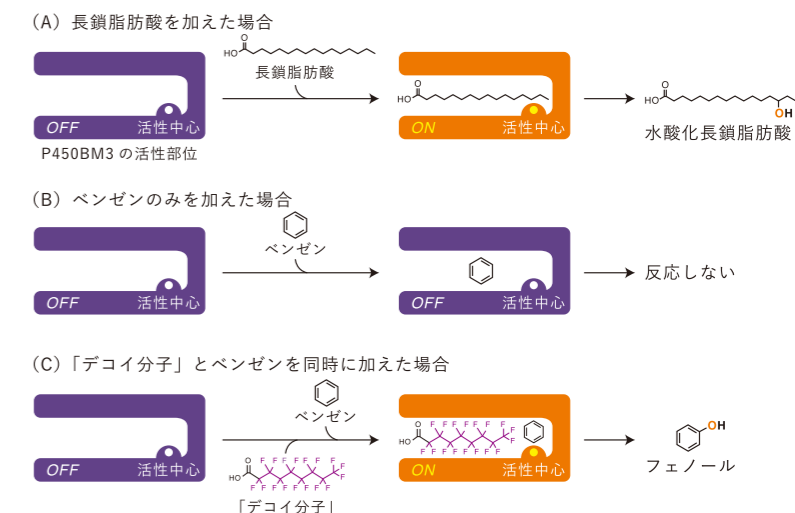 （A）長鎖脂肪酸を加えた場合
O
HO
長鎖脂肪酸
OFF 活性中心
P450BM3 の活性部位
O
HO
ON 活性中心
O
HO
OH
水酸化長鎖脂肪酸
（B）ベンゼンのみを加えた場合
ベンゼン
OFF 活性中心
OFF 活性中心
反応しない
（C）「デコイ分子」とベンゼンを同時に加えた場合
ベンゼン
OFF 活性中心
O
HO
F F F F F F F F F
F F F F F F F F
「デコイ分子」
O
HO
F F F F F F F F F
F F F F F F F F
ON 活性中心
OH
フェノール